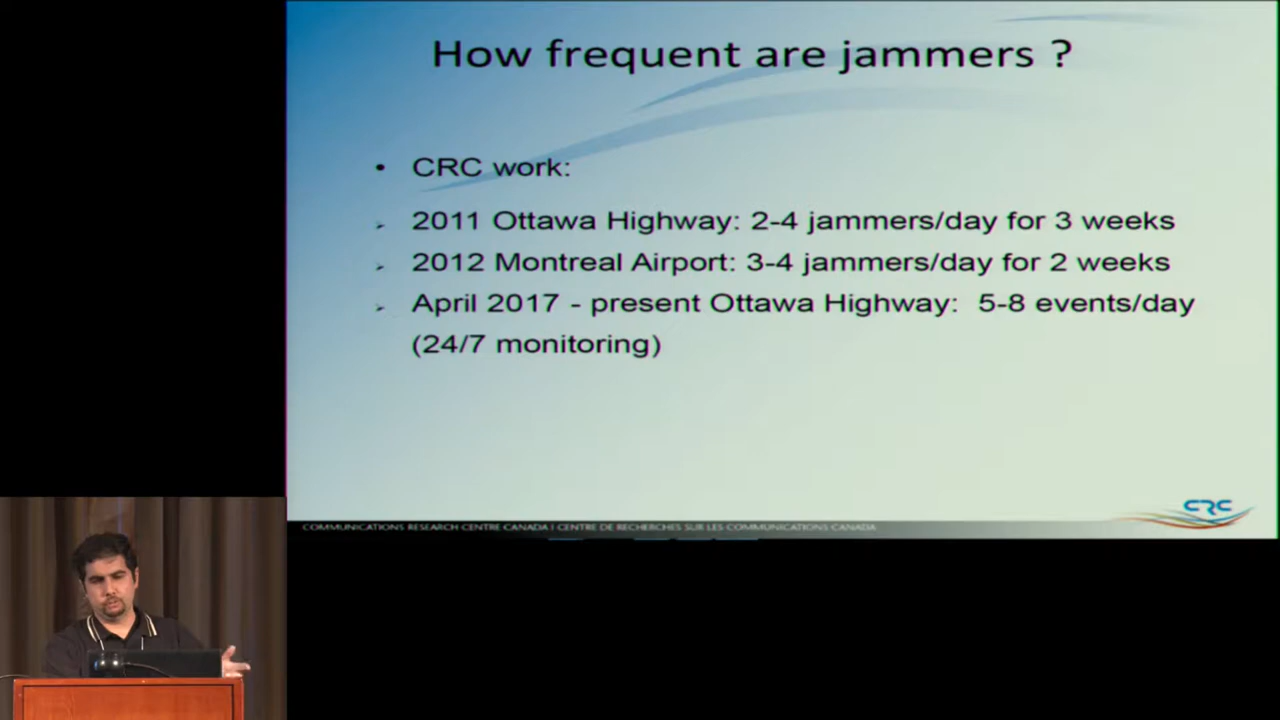 How frequent are jammers ?
• CRC work:
➢ 2011 Ottawa Highway: 2-4 jammers/day for 3 weeks
➢ 2012 Montreal Airport: 3-4 jammers/day for 2 weeks
➢ April 2017 - present Ottawa Highway: 5-8 events/day
(24/7 monitoring)
CRC
COMMUNICATIONS RESEARCH CENTRE CANADA | CENTRE DE RECHERCHES SUR LES COMMUNICATIONS CANADA